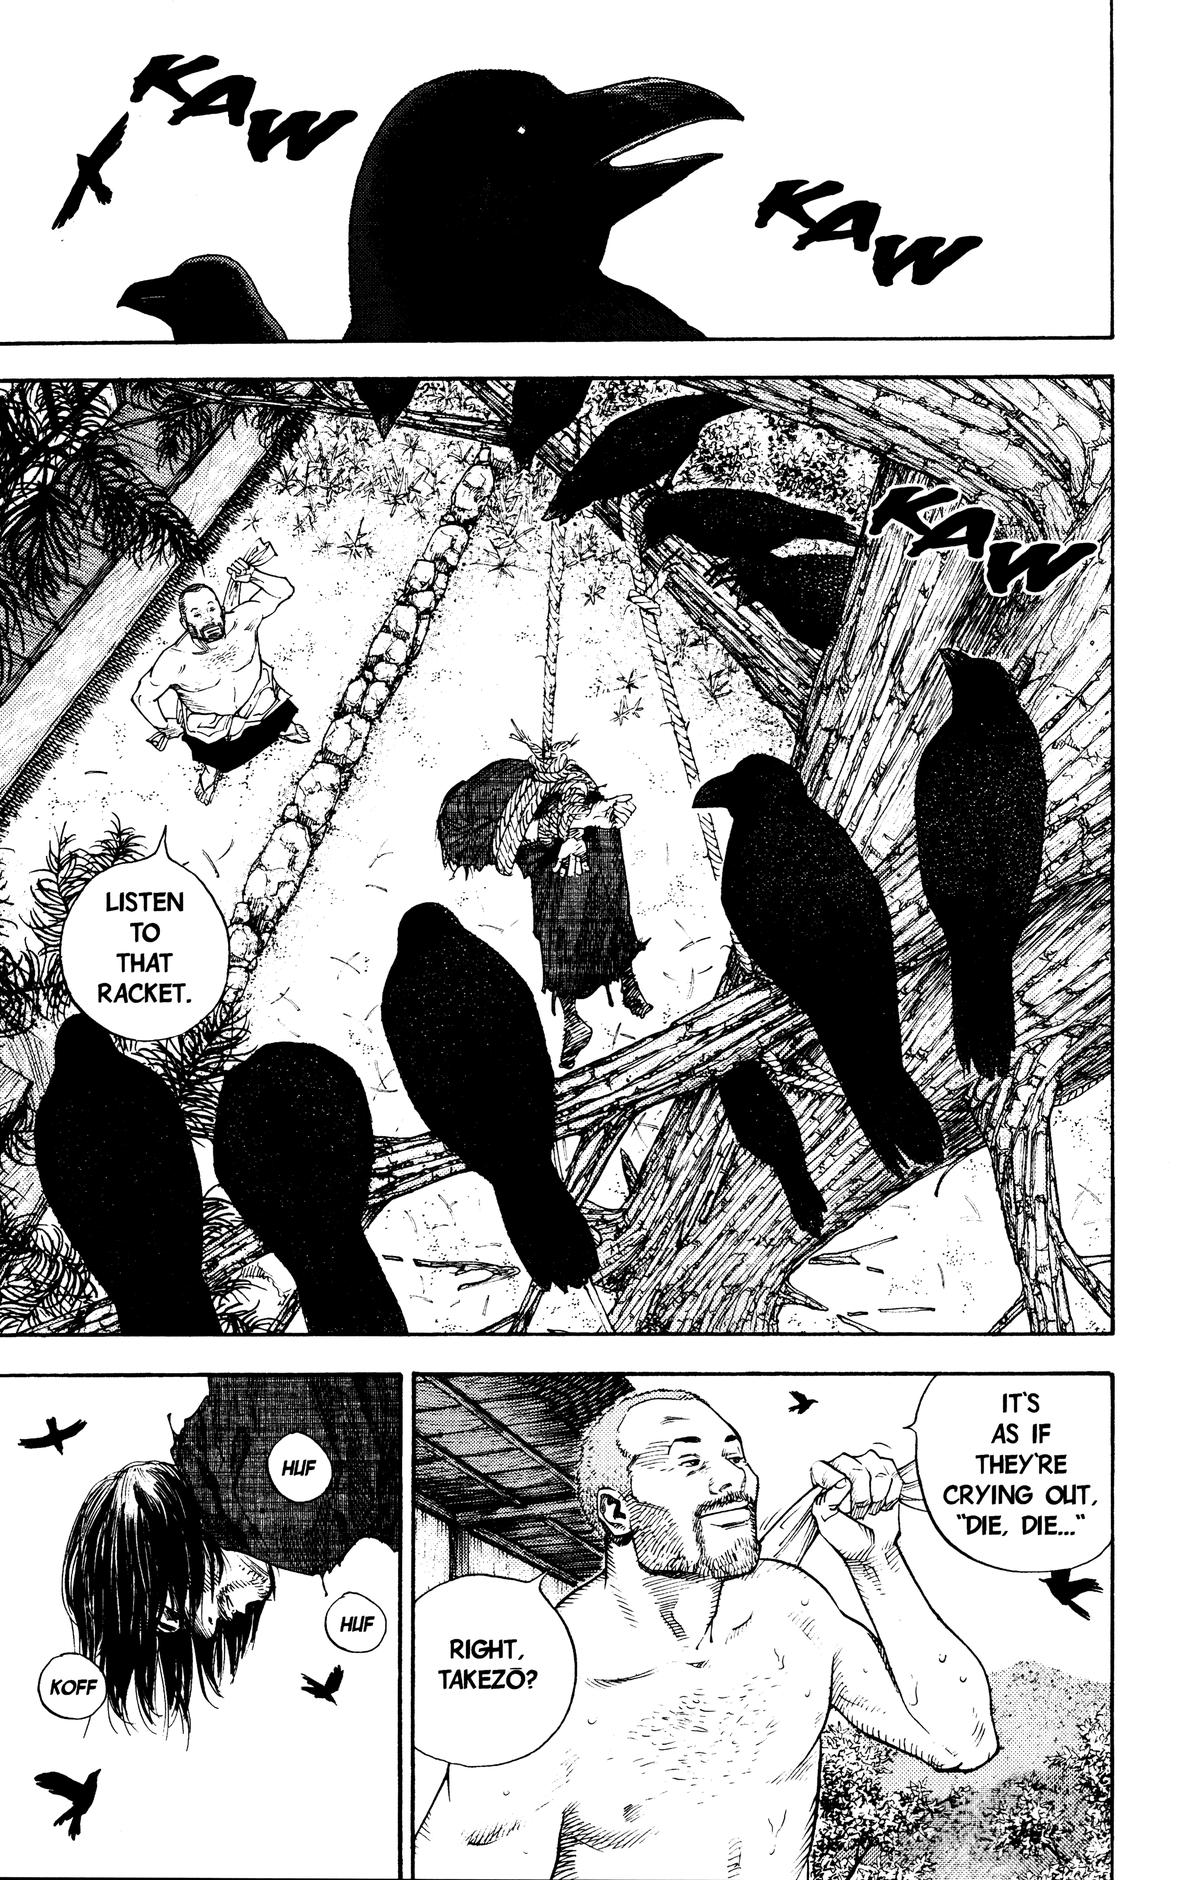 KAW
KAW
KAW
LISTEN
TO
THAT
RACKET.
IT'S
AS IF
THEY'RE
CRYING OUT,
"DIE, DIE..."
RIGHT,
TAKEZŌ?
HUF
HUF
KOFF